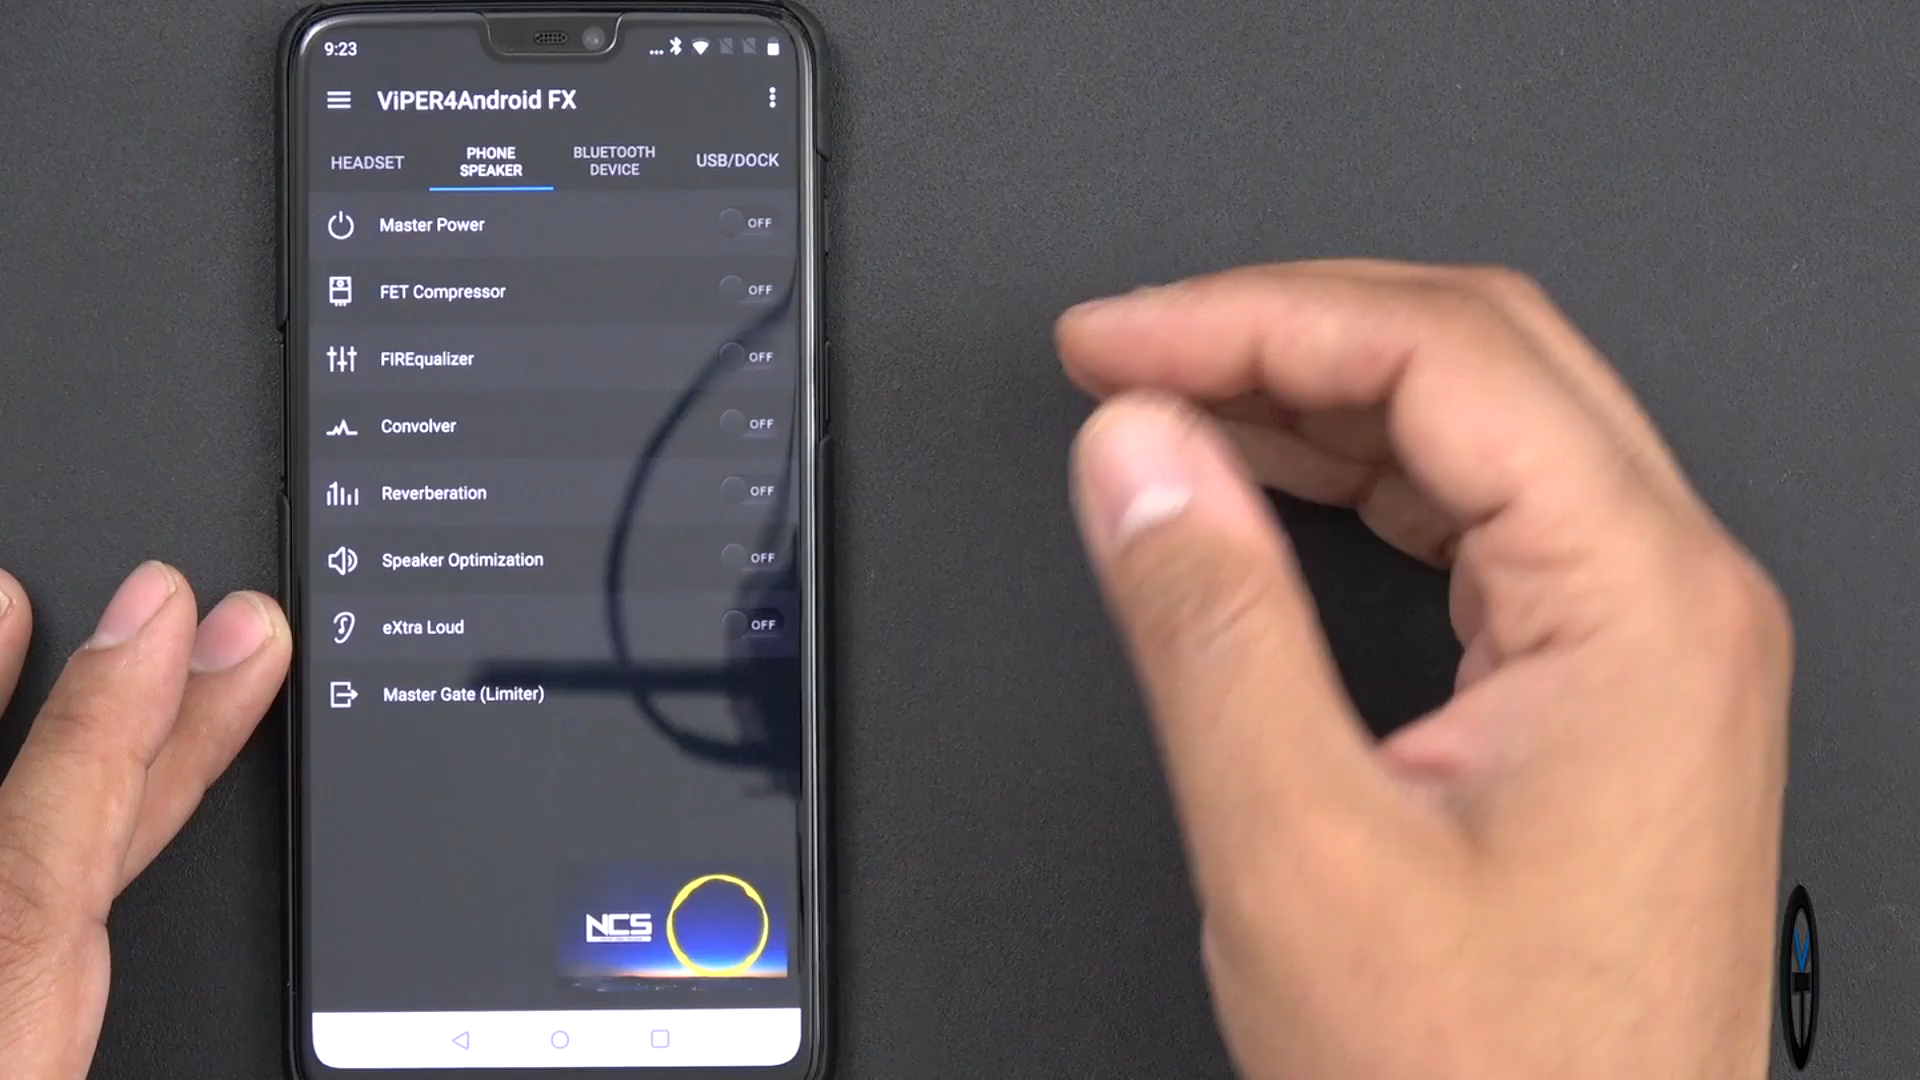 9:23
ViPER4Android FX
HEADSET
PHONE
SPEAKER
BLUETOOTH
DEVICE
USB/DOCK
Master Power OFF
FET Compressor OFF
FIREqualizer OFF
Convolver OFF
Reverberation OFF
Speaker Optimization OFF
eXtra Loud OFF
Master Gate (Limiter)
NCS